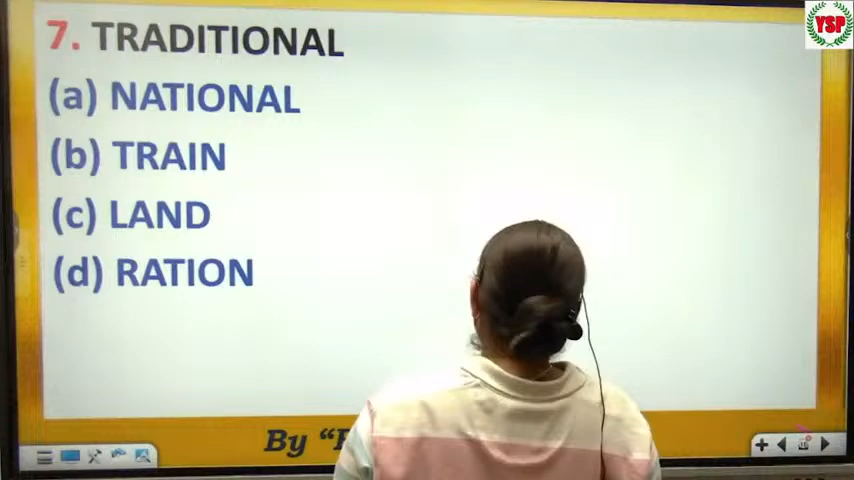 YSP
7. TRADITIONAL
(a) NATIONAL
(b) TRAIN
(c) LAND
(d) RATION
By “